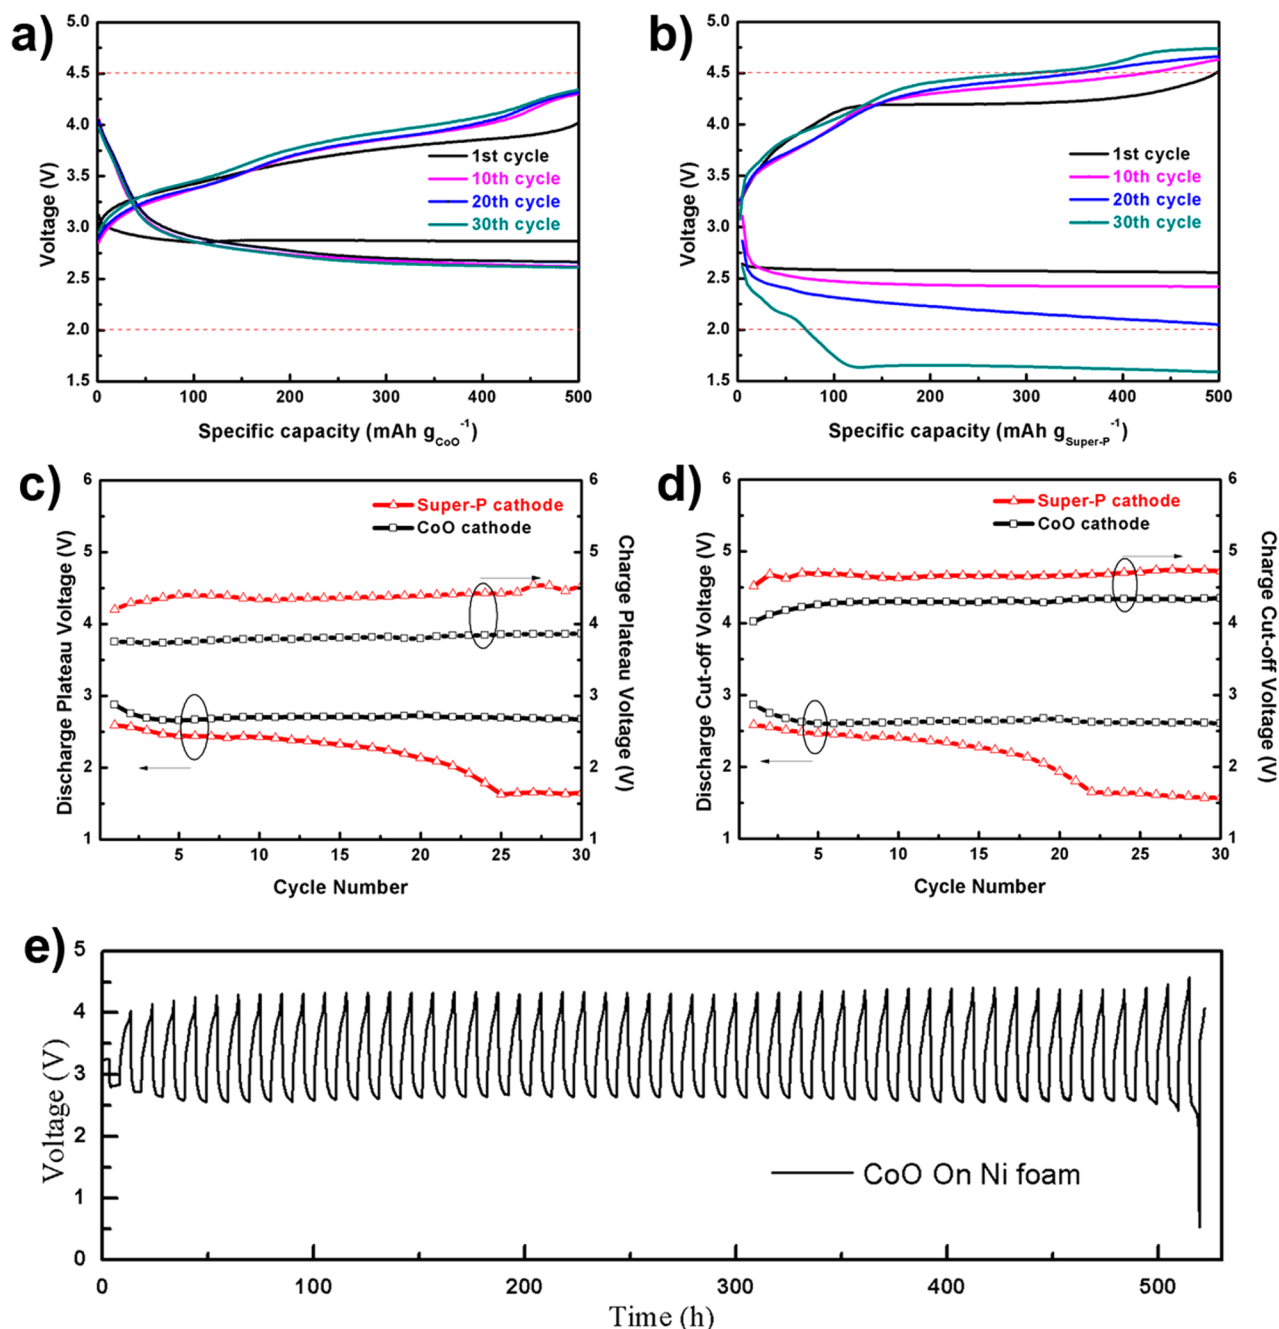 a)
5.0
4.5
4.0
3.5
3.0
2.5
2.0
1.5
Voltage (V)
1st cycle
10th cycle
20th cycle
30th cycle
0 100 200 300 400 500
Specific capacity (mAh gCoO-1)
b)
5.0
4.5
4.0
3.5
3.0
2.5
2.0
1.5
Voltage (V)
1st cycle
10th cycle
20th cycle
30th cycle
0 100 200 300 400 500
Specific capacity (mAh gSuper-P-1)
c)
6
5
4
3
2
1
Discharge Plateau Voltage (V)
Super-P cathode
CoO cathode
6
5
4
3
2
1
Charge Plateau Voltage (V)
5 10 15 20 25 30
Cycle Number
d)
6
5
4
3
2
1
Discharge Cut-off Voltage (V)
Super-P cathode
CoO cathode
6
5
4
3
2
1
Charge Cut-off Voltage (V)
5 10 15 20 25 30
Cycle Number
e)
5
4
3
2
1
0
Voltage (V)
CoO On Ni foam
0 100 200 300 400 500
Time (h)